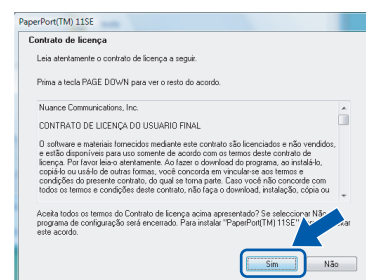 PaperPort(TM) 11SE
Contrato de licença
Leia atentamente o contrato de licença a seguir.
Prima a tecla PAGE DOWN para ver o resto do acordo.
Nuance Communications, Inc.
CONTRATO DE LICENÇA DO USUARIO FINAL
O software e materiais fornecidos mediante este contrato são licenciados e não vendidos,
e estão disponíveis para uso somente de acordo com os termos deste contrato de
licença. Por favor leia-o atentamente. Ao fazer o download do programa, ao instalá-lo,
copiá-lo ou usá-lo de outras formas, você concorda em vincular-se aos termos e
condições do presente contrato, do qual se torna parte. Caso você não concorde com
todos os termos e condições deste contrato, não faça o download, instalação, cópia ou
Aceita todos os termos do Contrato de licença acima apresentado? Se seleccionar Não
programa de configuração será encerrado. Para instalar "PaperPort(TM) 11SE"
este acordo.
Sim
Não